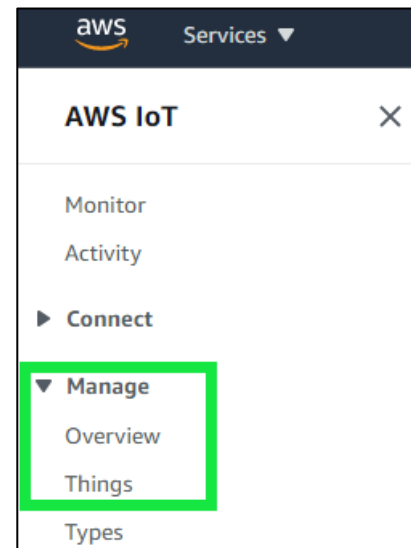 aws Services ▼
AWS IoT ✕
Monitor
Activity
▶ Connect
▼ Manage
Overview
Things
Types